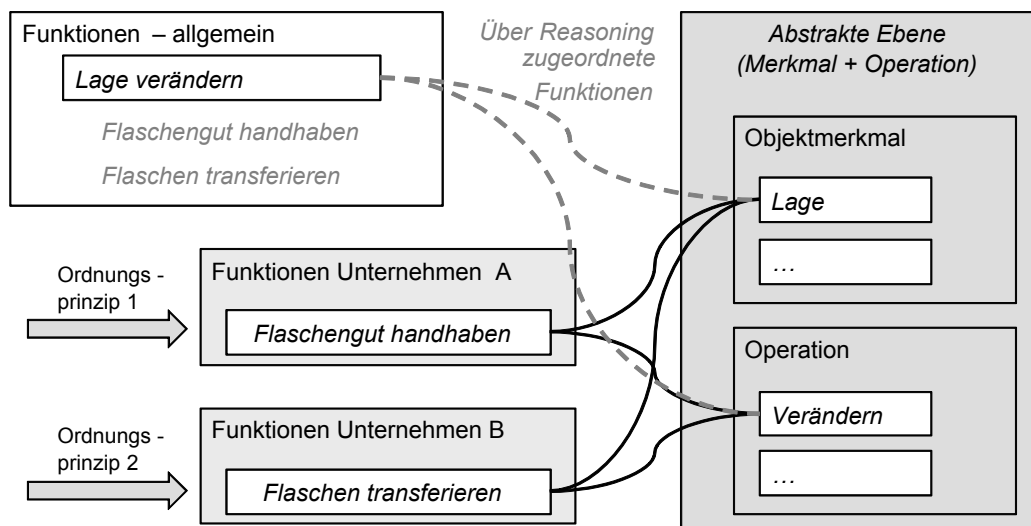 Funktionen – allgemein
Lage verändern
Flaschengut handhaben
Flaschen transferieren
Über Reasoning
zugeordnete
Funktionen
Abstrakte Ebene
(Merkmal + Operation)
Objektmerkmal
Lage
...
Ordnungs -
prinzip 1
Funktionen Unternehmen A
Flaschengut handhaben
Operation
Verändern
...
Ordnungs -
prinzip 2
Funktionen Unternehmen B
Flaschen transferieren